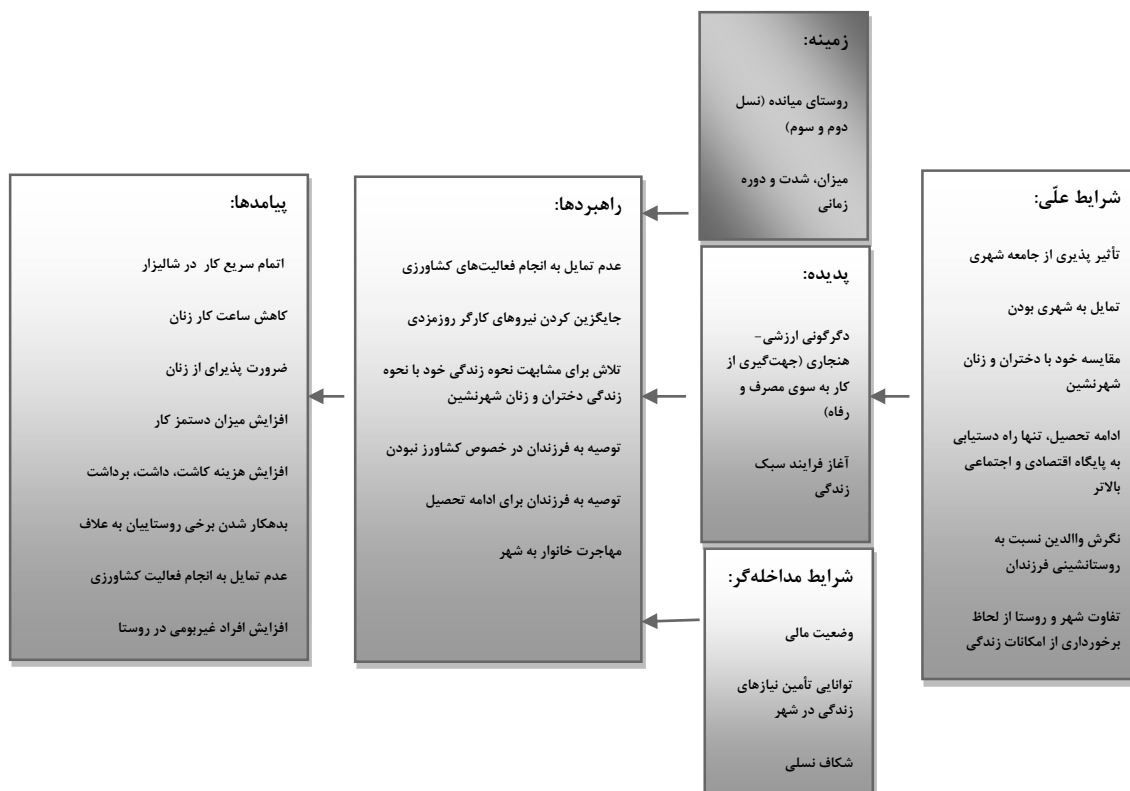 شرایط علّی:
تأثیر پذیری از جامعه شهری
تمایل به شهری بودن
مقایسه خود با دختران و زنان
شهرنشین
ادامه تحصیل، تنها راه دستیابی
به پایگاه اقتصادی و اجتماعی
بالاتر
نگرش واالدین نسبت به
روستانشینی فرزندان
تفاوت شهر و روستا از لحاظ
برخورداری از امکانات زندگی
زمینه:
روستای میانده (نسل
دوم و سوم)
میزان، شدت و دوره
زمانی
پدیده:
دگرگونی ارزشی-
هنجاری (جهت‌گیری از
کار به سوی مصرف و
رفاه)
آغاز فرایند سبک
زندگی
شرایط مداخله‌گر:
وضعیت مالی
توانایی تأمین نیازهای
زندگی در شهر
شکاف نسلی
راهبردها:
عدم تمایل به انجام فعالیت‌های کشاورزی
جایگزین کردن نیروهای کارگر روزمزدی
تلاش برای مشابهت نحوه زندگی خود با نحوه
زندگی دختران و زنان شهرنشین
توصیه به فرزندان در خصوص کشاورز نبودن
توصیه به فرزندان برای ادامه تحصیل
مهاجرت خانوار به شهر
پیامدها:
اتمام سریع کار در شالیزار
کاهش ساعت کار زنان
ضرورت پذیرای از زنان
افزایش میزان دستمز کار
افزایش هزینه کاشت، داشت، برداشت
بدهکار شدن برخی روستاییان به علاف
عدم تمایل به انجام فعالیت کشاورزی
افزایش افراد غیربومی در روستا